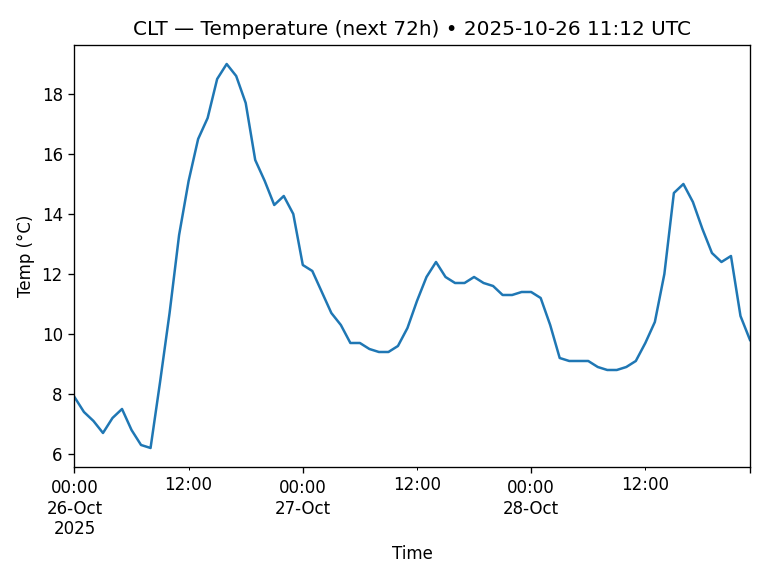 CLT — Temperature (next 72h) • 2025-10-26 11:12 UTC
18
16
14
12
10
8
6
Temp (°C)
00:00 12:00 00:00 12:00 00:00 12:00
26-Oct 27-Oct 28-Oct
2025
Time